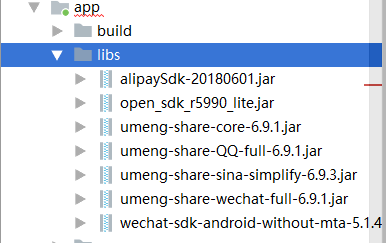 app
build
libs
alipaySdk-20180601.jar
open_sdk_r5990_lite.jar
umeng-share-core-6.9.1.jar
umeng-share-QQ-full-6.9.1.jar
umeng-share-sina-simplify-6.9.3.jar
umeng-share-wechat-full-6.9.1.jar
wechat-sdk-android-without-mta-5.1.4